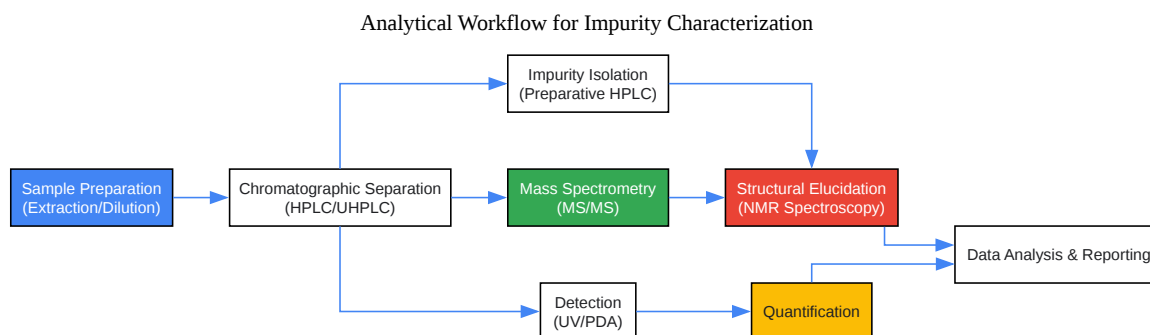 Analytical Workflow for Impurity Characterization
Impurity Isolation
(Preparative HPLC)
Sample Preparation
(Extraction/Dilution)
Chromatographic Separation
(HPLC/UHPLC)
Mass Spectrometry
(MS/MS)
Structural Elucidation
(NMR Spectroscopy)
Data Analysis & Reporting
Detection
(UV/PDA)
Quantification